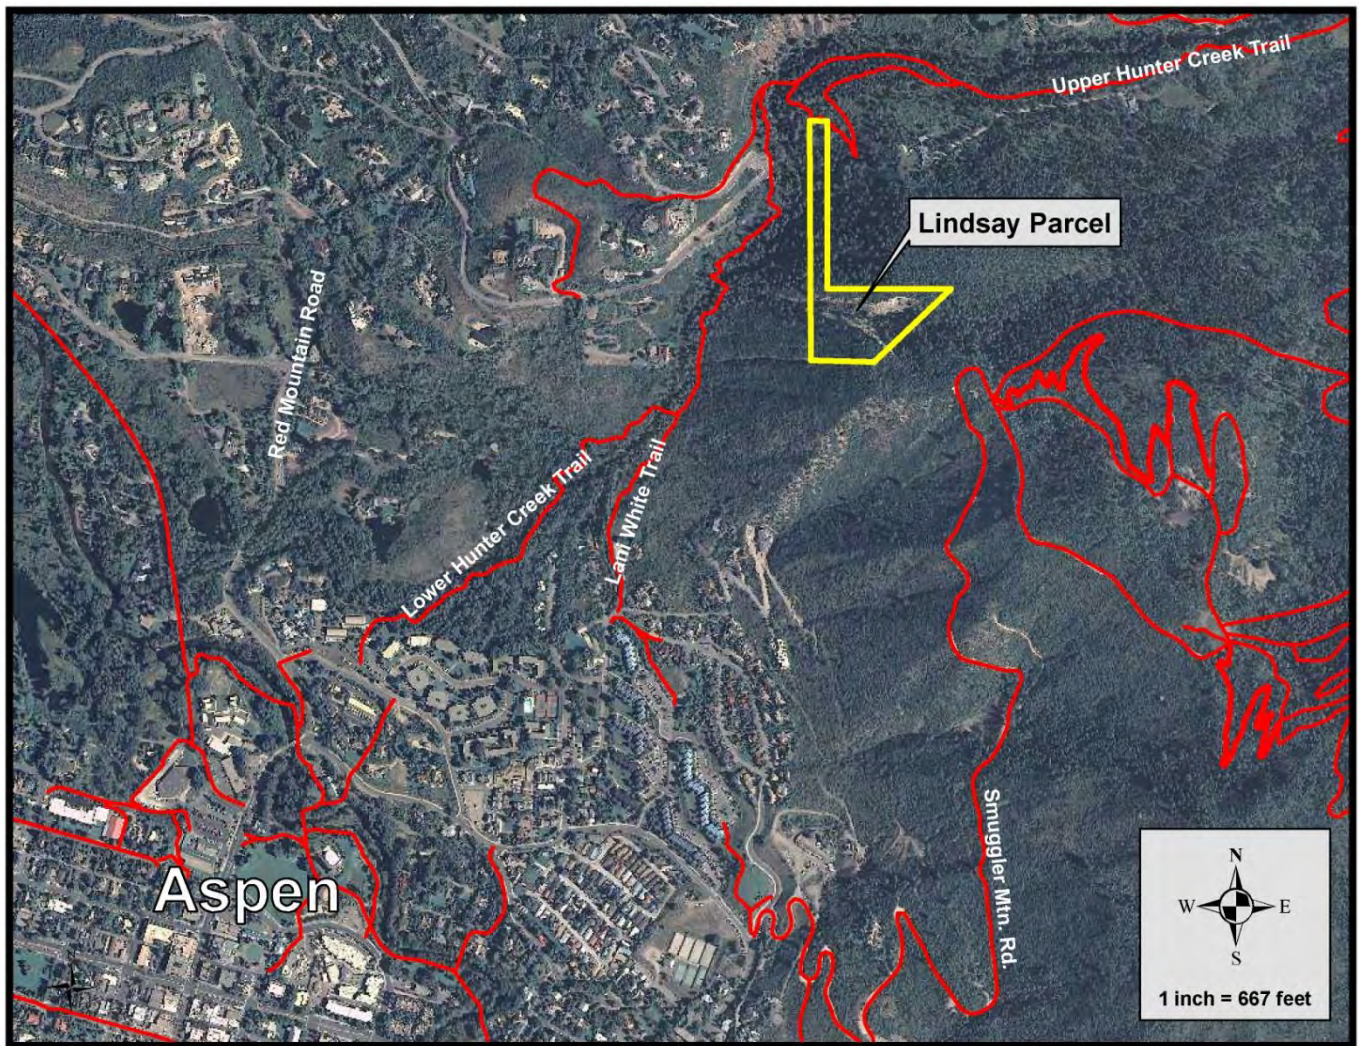 Upper Hunter Creek Trail
Lindsay Parcel
Red Mountain Road
Lower Hunter Creek Trail
Lani White Trail
Smuggler Mtn. Rd.
Aspen
N
W E
S
1 inch = 667 feet